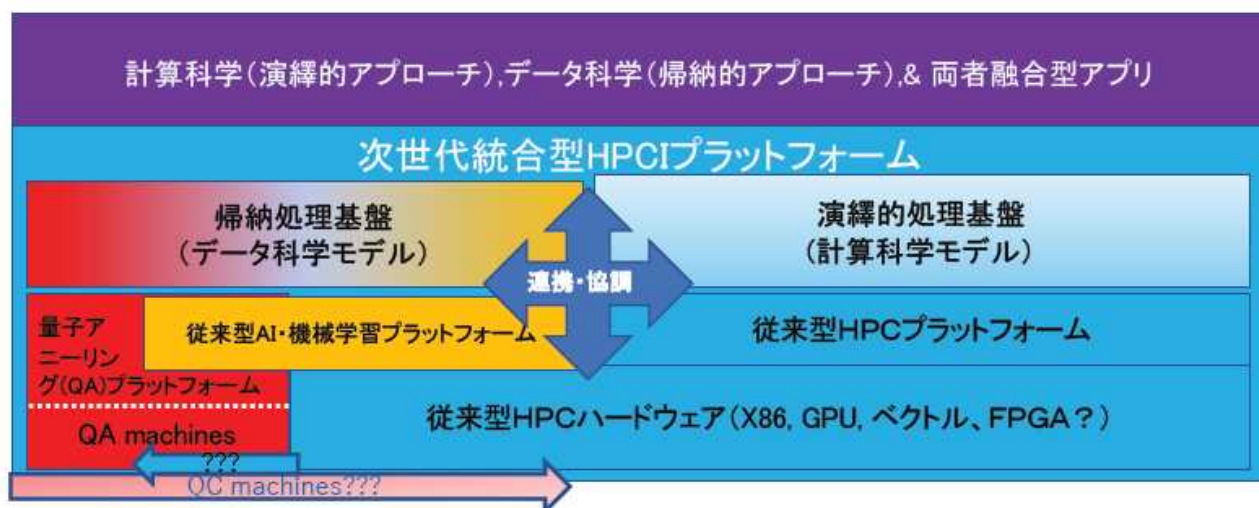 計算科学(演繹的アプローチ),データ科学(帰納的アプローチ),& 両者融合型アプリ
次世代統合型HPCIプラットフォーム
帰納処理基盤
(データ科学モデル)
演繹的処理基盤
(計算科学モデル)
連携・協調
量子ア
ニーリン
グ(QA)プラットフォーム
従来型AI・機械学習プラットフォーム
従来型HPCプラットフォーム
QA machines
従来型HPCハードウェア(X86, GPU, ベクトル、FPGA?)
???
QC machines???